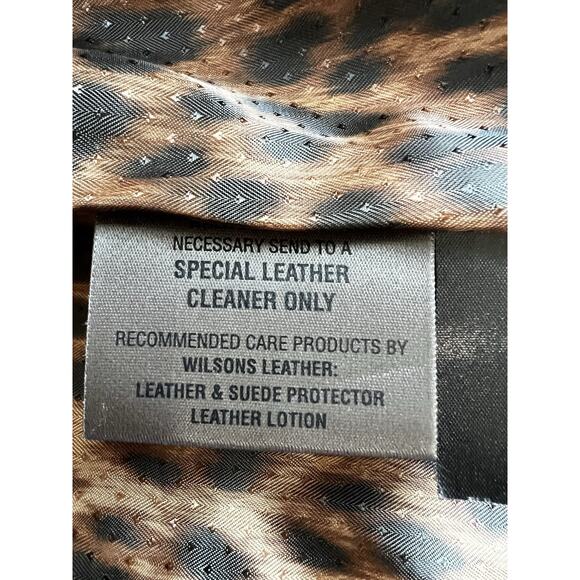 NECESSARY SEND TO A
SPECIAL LEATHER
CLEANER ONLY
RECOMMENDED CARE PRODUCTS BY
WILSONS LEATHER:
LEATHER & SUEDE PROTECTOR
LEATHER LOTION